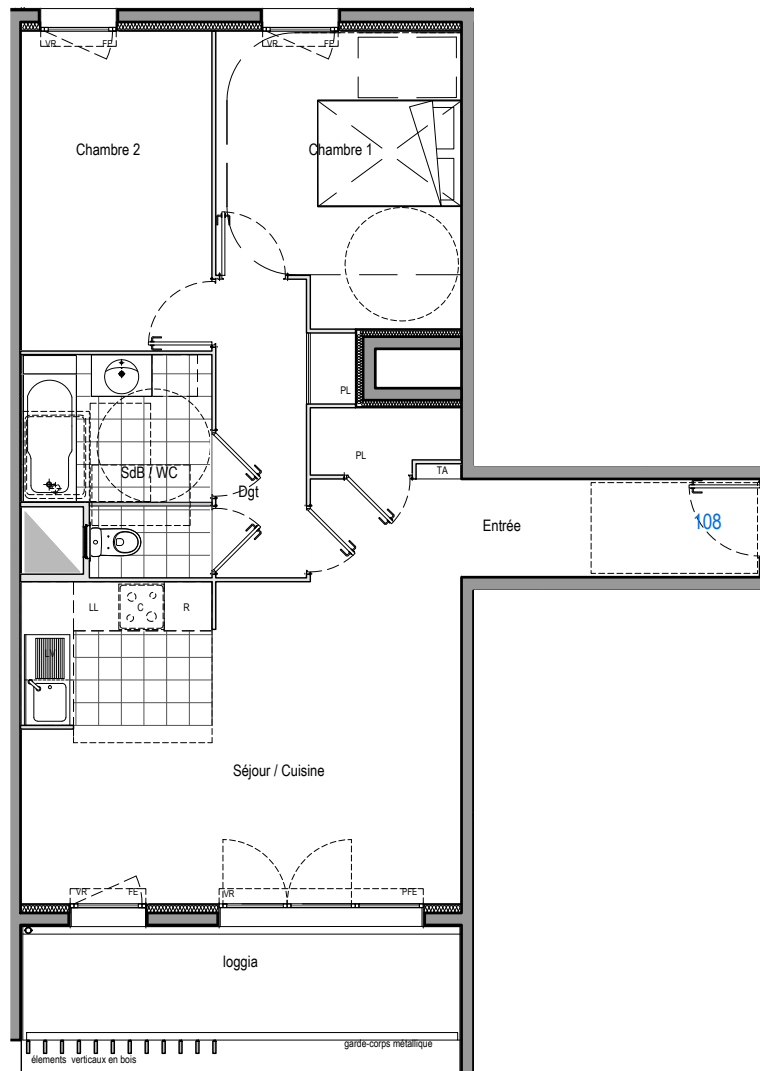 VR FE
VR FE
Chambre 2
Chambre 1
PL
PL
TA
SdB / WC
Dgt
Entrée
108
LL
C
R
LV
Séjour / Cuisine
VR FE
VR PFE
loggia
garde-corps métallique
élements verticaux en bois